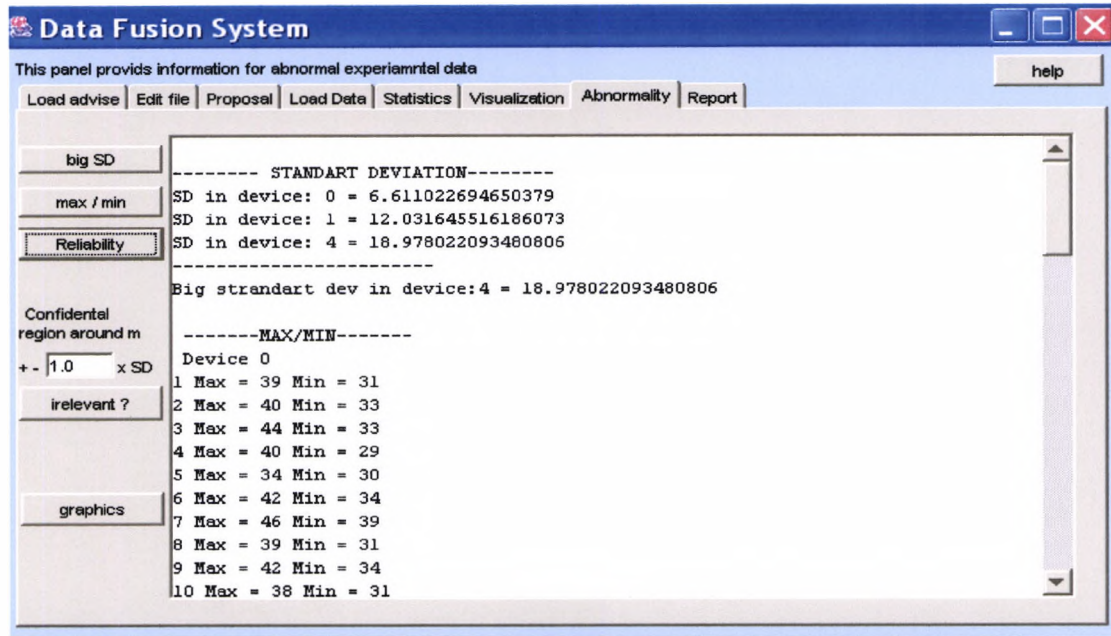 Data Fusion System
This panel provids information for abnormal experiamntal data
help
Load advise Edit file Proposal Load Data Statistics Visualization Abnormality Report
big SD
max / min
Reliability
Confidental
region around m
+ - 1.0 x SD
irelevant ?
graphics
-------- STANDART DEVIATION--------
SD in device: 0 = 6.611022694650379
SD in device: 1 = 12.031645516186073
SD in device: 4 = 18.978022093480806
------------------------
Big strandart dev in device:4 = 18.978022093480806
-------MAX/MIN-------
Device 0
1 Max = 39 Min = 31
2 Max = 40 Min = 33
3 Max = 44 Min = 33
4 Max = 40 Min = 29
5 Max = 34 Min = 30
6 Max = 42 Min = 34
7 Max = 46 Min = 39
8 Max = 39 Min = 31
9 Max = 42 Min = 34
10 Max = 38 Min = 31